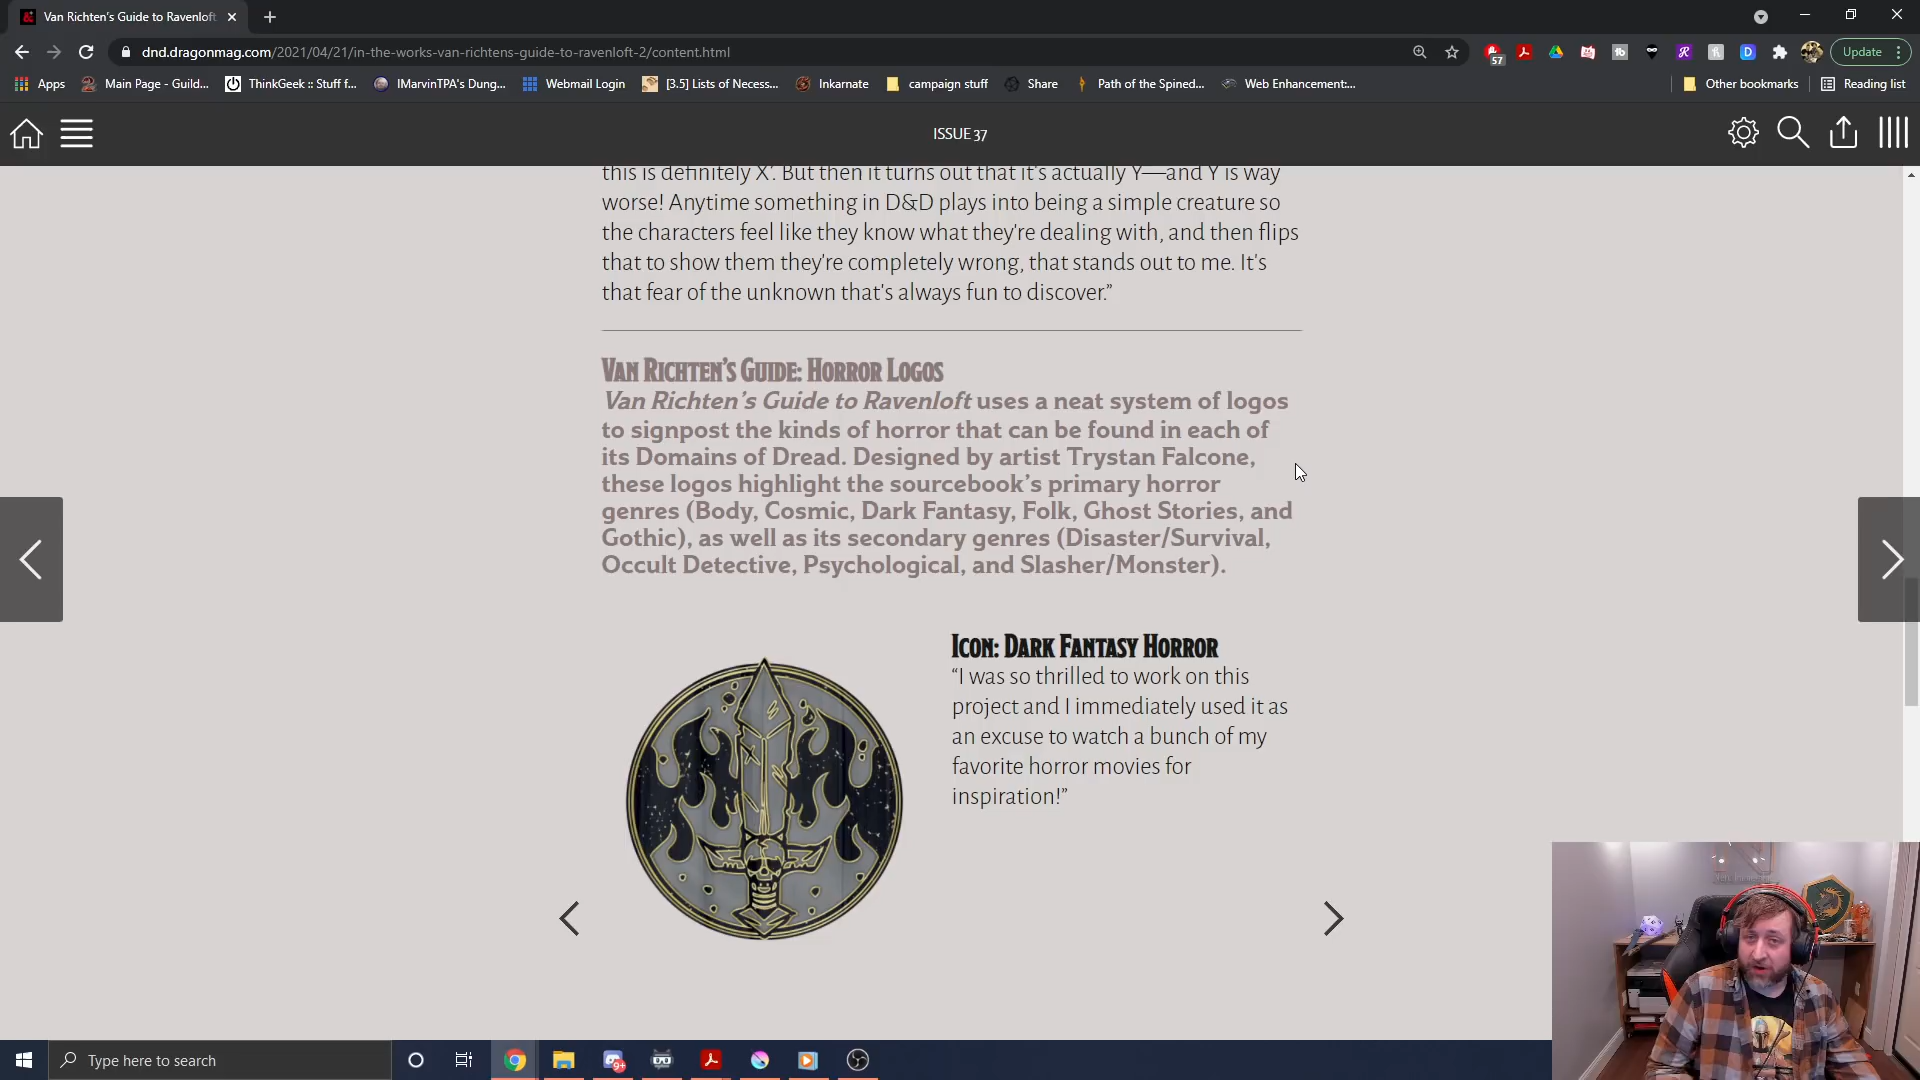 Van Richten's Guide to Ravenloft
dnd.dragonmag.com/2021/04/21/in-the-works-van-richtens-guide-to-ravenloft-2/content.html
57
Update
Apps
Main Page - Guild...
ThinkGeek :: Stuff f...
IMarvinTPA's Dung...
Webmail Login
[3.5] Lists of Necess...
Inkarnate
campaign stuff
Share
Path of the Spined...
Web Enhancement:...
Other bookmarks
Reading list
ISSUE 37
this is definitely X'. But then it turns out that it's actually Y—and Y is way
worse! Anytime something in D&D plays into being a simple creature so
the characters feel like they know what they're dealing with, and then flips
that to show them they're completely wrong, that stands out to me. It's
that fear of the unknown that's always fun to discover.”
Van Richten's Guide: Horror Logos
Van Richten's Guide to Ravenloft uses a neat system of logos
to signpost the kinds of horror that can be found in each of
its Domains of Dread. Designed by artist Trystan Falcone,
these logos highlight the sourcebook's primary horror
genres (Body, Cosmic, Dark Fantasy, Folk, Ghost Stories, and
Gothic), as well as its secondary genres (Disaster/Survival,
Occult Detective, Psychological, and Slasher/Monster).
Icon: Dark Fantasy Horror
“I was so thrilled to work on this
project and I immediately used it as
an excuse to watch a bunch of my
favorite horror movies for
inspiration!”
Type here to search
9+